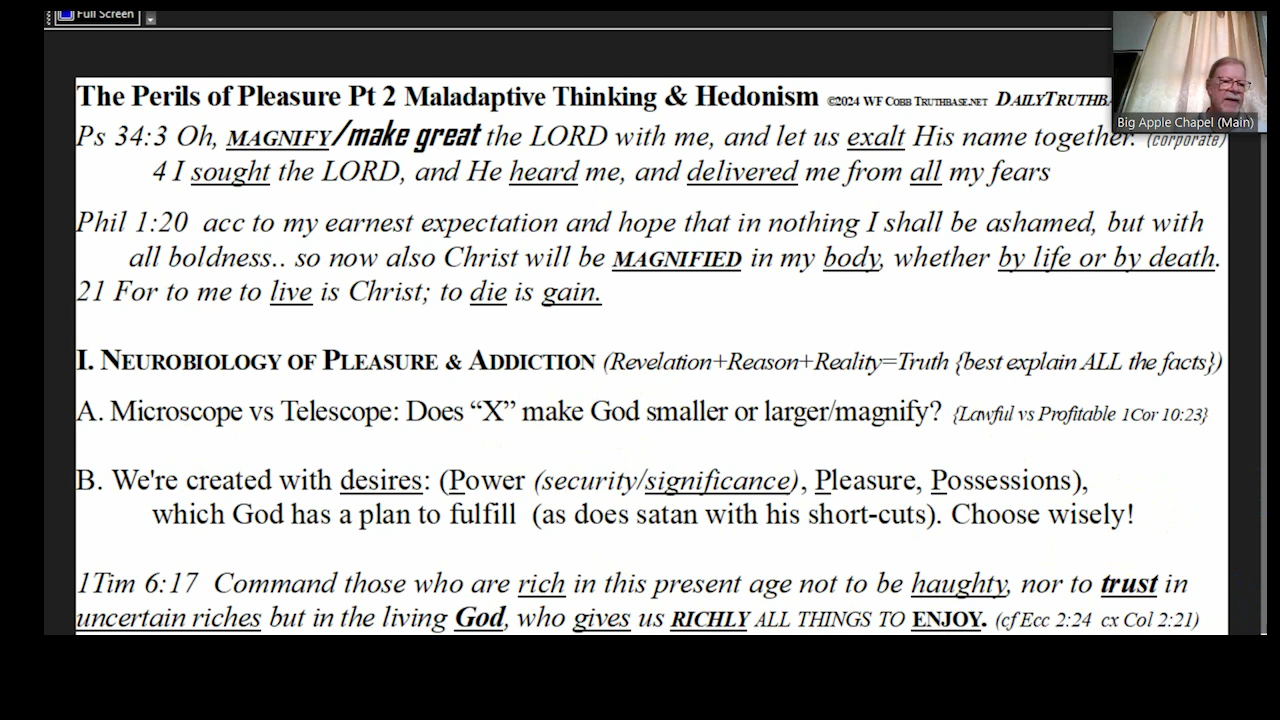 Full Screen
The Perils of Pleasure Pt 2 Maladaptive Thinking & Hedonism ©2024 WF COBB TRUTHBASE.NET DAILYTRUTHBA
Big Apple Chapel (Main)
Ps 34:3 Oh, MAGNIFY/make great the LORD with me, and let us exalt His name together. (corporate)
4 I sought the LORD, and He heard me, and delivered me from all my fears
Phil 1:20 acc to my earnest expectation and hope that in nothing I shall be ashamed, but with
all boldness.. so now also Christ will be MAGNIFIED in my body, whether by life or by death.
21 For to me to live is Christ; to die is gain.
I. NEUROBIOLOGY OF PLEASURE & ADDICTION (Revelation+Reason+Reality=Truth {best explain ALL the facts})
A. Microscope vs Telescope: Does “X” make God smaller or larger/magnify? {Lawful vs Profitable 1Cor 10:23}
B. We're created with desires: (Power (security/significance), Pleasure, Possessions),
which God has a plan to fulfill (as does satan with his short-cuts). Choose wisely!
1Tim 6:17 Command those who are rich in this present age not to be haughty, nor to trust in
uncertain riches but in the living God, who gives us RICHLY ALL THINGS TO ENJOY. (cf Ecc 2:24 cx Col 2:21)